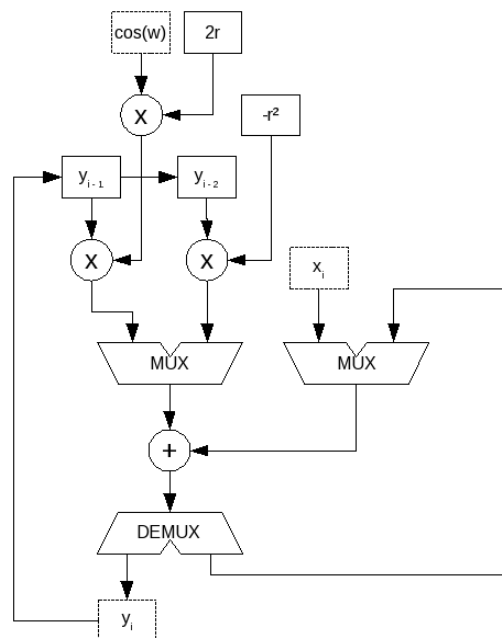 cos(w)
2r
X
-r²
y i - 1
y i - 2
X
X
x i
MUX
MUX
+
DEMUX
y i